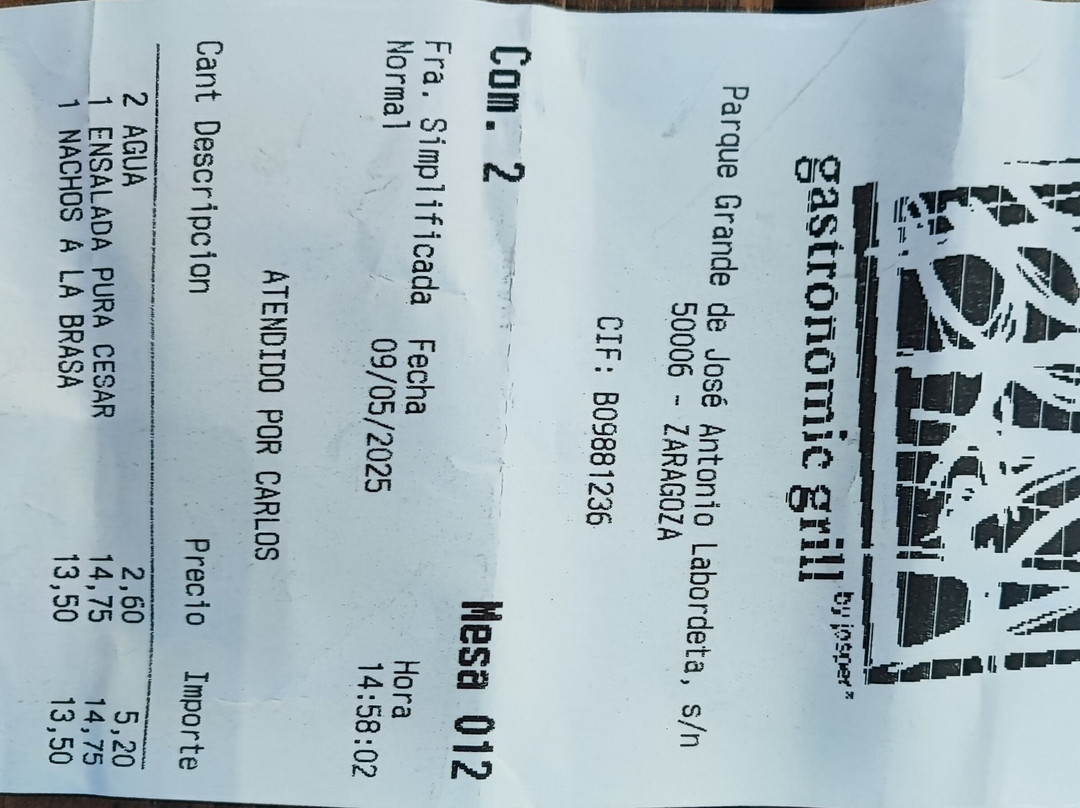 gastronomic grill by josper®
Parque Grande de José Antonio Labordeta, s/n
50006 - ZARAGOZA
CIF: B09881236
Com. 2 Mesa 012
Fra. Simplificada Fecha Hora
Normal 09/05/2025 14:58:02
ATENDIDO POR CARLOS
Cant Descripcion Precio Importe
2 AGUA 2,60 5,20
1 ENSALADA PURA CESAR 14,75 14,75
1 NACHOS A LA BRASA 13,50 13,50